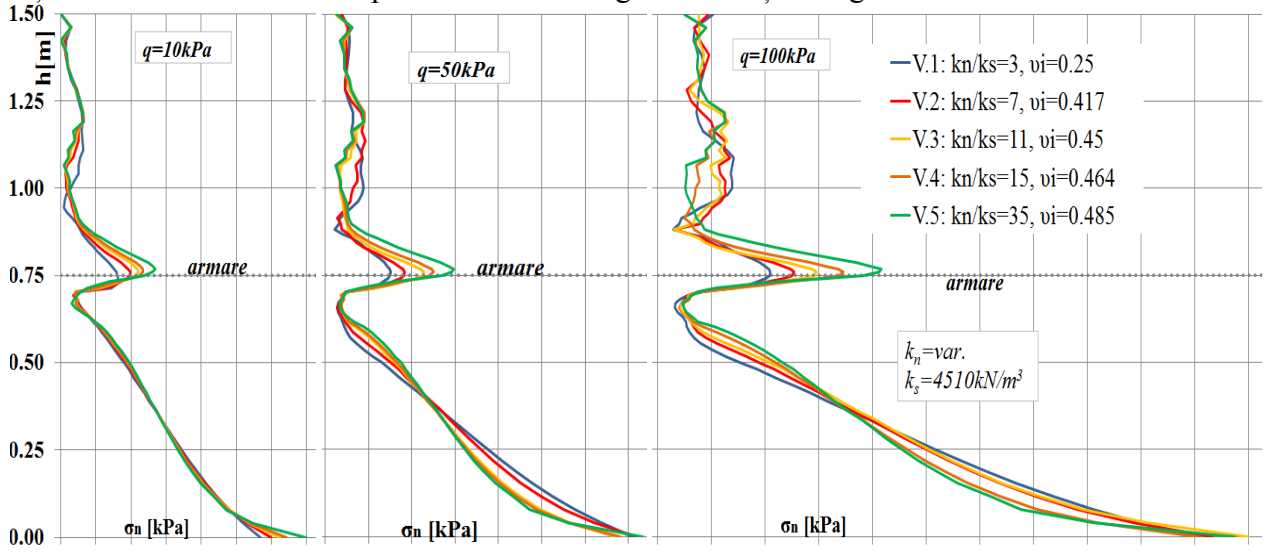 1.50
1.25
1.00
0.75
0.50
0.25
0.00
h[m]
q=10kPa
armare
σn [kPa]
q=50kPa
armare
σn [kPa]
q=100kPa
V.1: kn/ks=3, υi=0.25
V.2: kn/ks=7, υi=0.417
V.3: kn/ks=11, υi=0.45
V.4: kn/ks=15, υi=0.464
V.5: kn/ks=35, υi=0.485
armare
kn=var.
ks=4510kN/m³
σn [kPa]